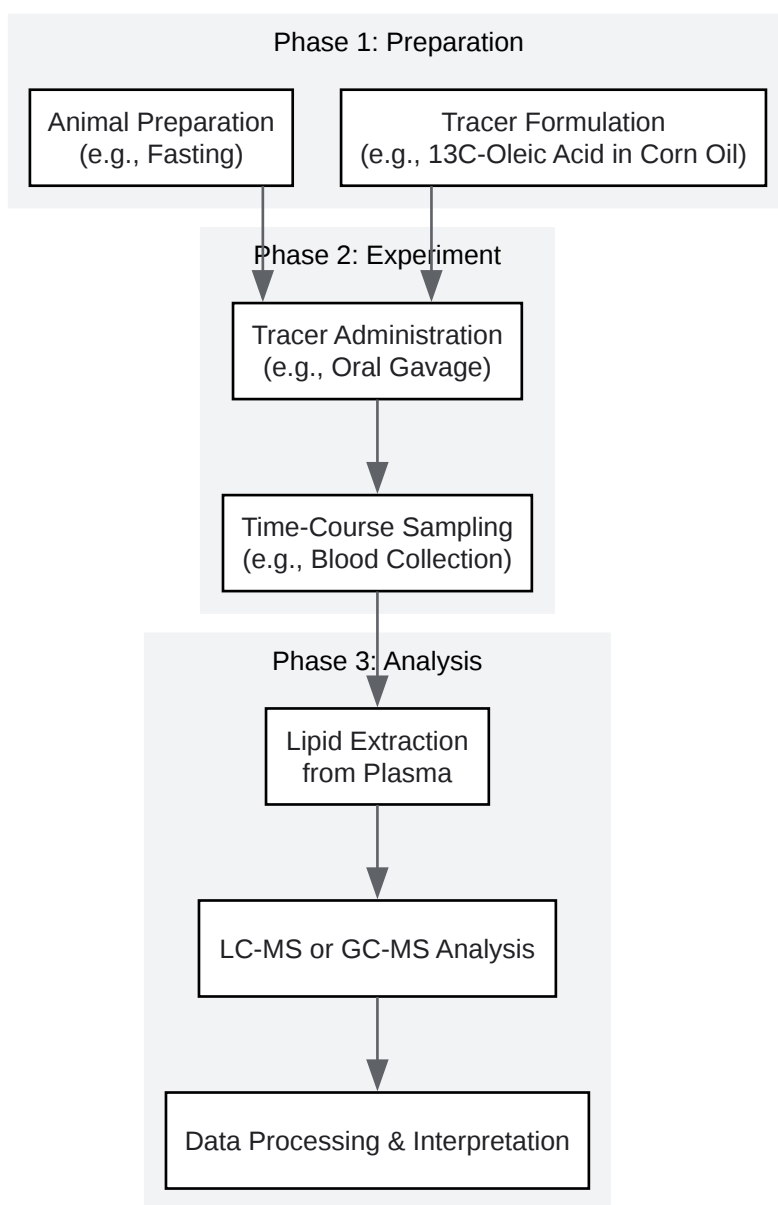 Phase 1: Preparation
Animal Preparation
(e.g., Fasting)
Tracer Formulation
(e.g., 13C-Oleic Acid in Corn Oil)
Phase 2: Experiment
Tracer Administration
(e.g., Oral Gavage)
Time-Course Sampling
(e.g., Blood Collection)
Phase 3: Analysis
Lipid Extraction
from Plasma
LC-MS or GC-MS Analysis
Data Processing & Interpretation